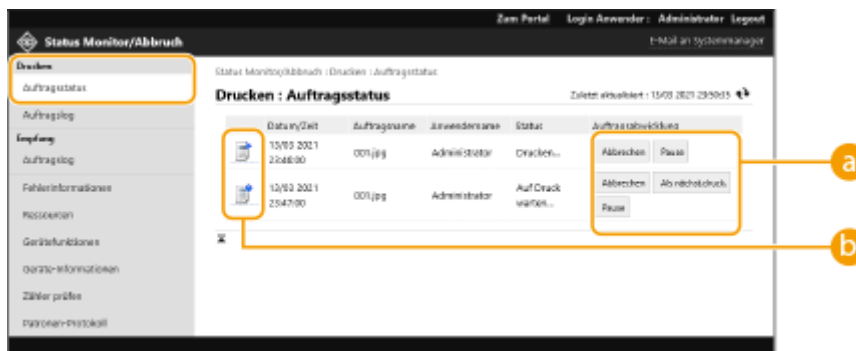 Zum Portal Login Anwender : Administrator Logout
Status Monitor/Abbruch E-Mail an Systemmanager
Drucken
Auftragsstatus
Auftragslog
Empfang
Auftragslog
Fehlerinformationen
Ressourcen
Gerätefunktionen
Geräte-Informationen
Zähler prüfen
Patronen-Protokoll
Status Monitor/Abbruch : Drucken : Auftragsstatus
Drucken : Auftragsstatus Zuletzt aktualisiert : 13/03 2021 23:50:35
Datum/Zeit Auftragsname Anwendername Status Auftragsabwicklung
13/03 2021 23:48:00 001.jpg Administrator Drucken... Abbrechen Pause
13/03 2021 23:47:00 001.jpg Administrator Auf Druck warten... Abbrechen Als nächst.druck. Pause
a
b